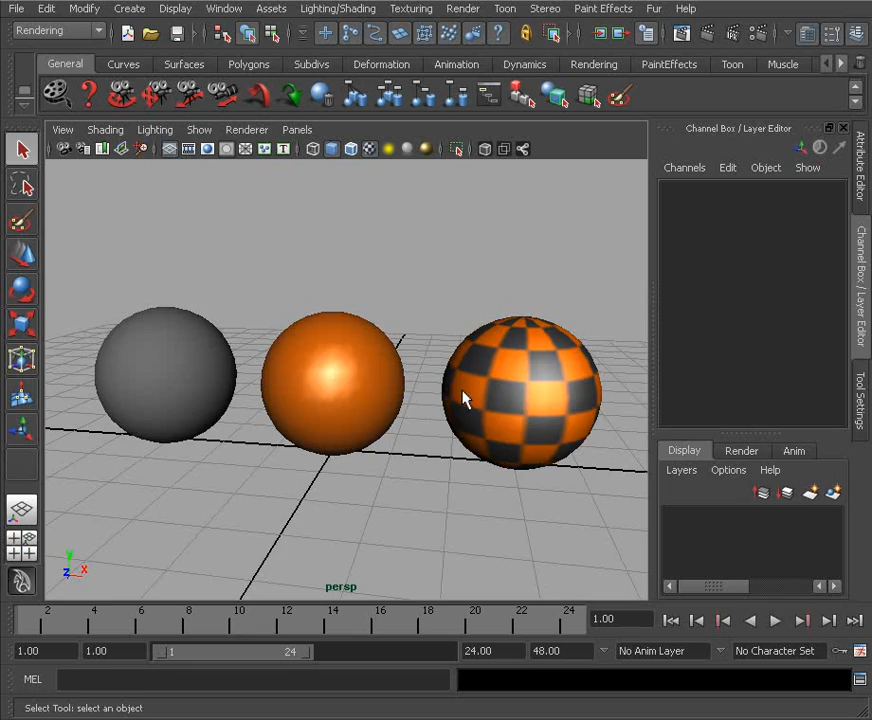 File Edit Modify Create Display Window Assets Lighting/Shading Texturing Render Toon Stereo Paint Effects Fur Help
Rendering
General Curves Surfaces Polygons Subdivs Deformation Animation Dynamics Rendering PaintEffects Toon Muscle
View Shading Lighting Show Renderer Panels
Channel Box / Layer Editor
Channels Edit Object Show
Attribute Editor
Channel Box / Layer Editor
Tool Settings
Display Render Anim
Layers Options Help
y
z x
persp
2 4 6 8 10 12 14 16 18 20 22 24 1.00
1.00 1.00 1 24 24.00 48.00 No Anim Layer No Character Set
MEL
Select Tool: select an object